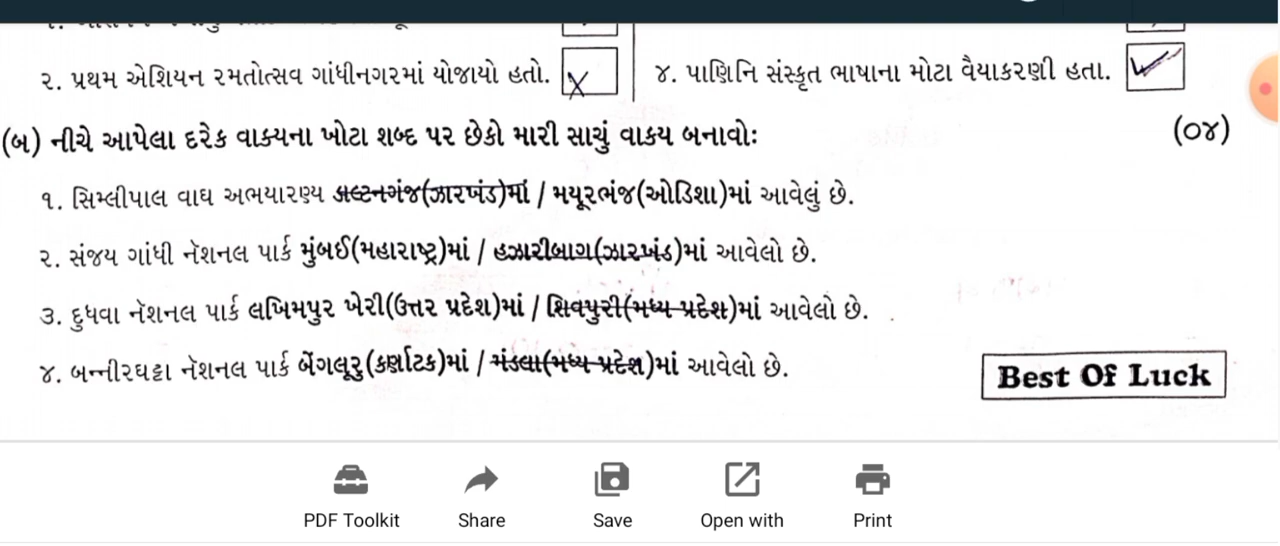 ૨. પ્રથમ એશિયન રમતોત્સવ ગાંધીનગરમાં યોજાયો હતો. X
૪. પાણિનિ સંસ્કૃત ભાષાના મોટા વૈયાકરણી હતા. ✓
(બ) નીચે આપેલા દરેક વાક્યના ખોટા શબ્દ પર છેકો મારી સાચું વાક્ય બનાવોઃ (૦૪)
૧. સિમ્લીપાલ વાઘ અભયારણ્ય ડાલ્ટનગંજ(ઝારખંડ)માં / મયૂરભંજ(ઓડિશા)માં આવેલું છે.
૨. સંજય ગાંધી નૅશનલ પાર્ક મુંબઈ(મહારાષ્ટ્ર)માં / હઝારીબાગ(ઝારખંડ)માં આવેલો છે.
૩. દુધવા નૅશનલ પાર્ક લખિમપુર ખેરી(ઉત્તર પ્રદેશ)માં / શિવપુરી(મધ્ય પ્રદેશ)માં આવેલો છે.
૪. બન્નીરઘટ્ટા નૅશનલ પાર્ક બેંગલૂરુ(કર્ણાટક)માં / મંડલા(મધ્ય પ્રદેશ)માં આવેલો છે.
Best Of Luck
PDF Toolkit
Share
Save
Open with
Print